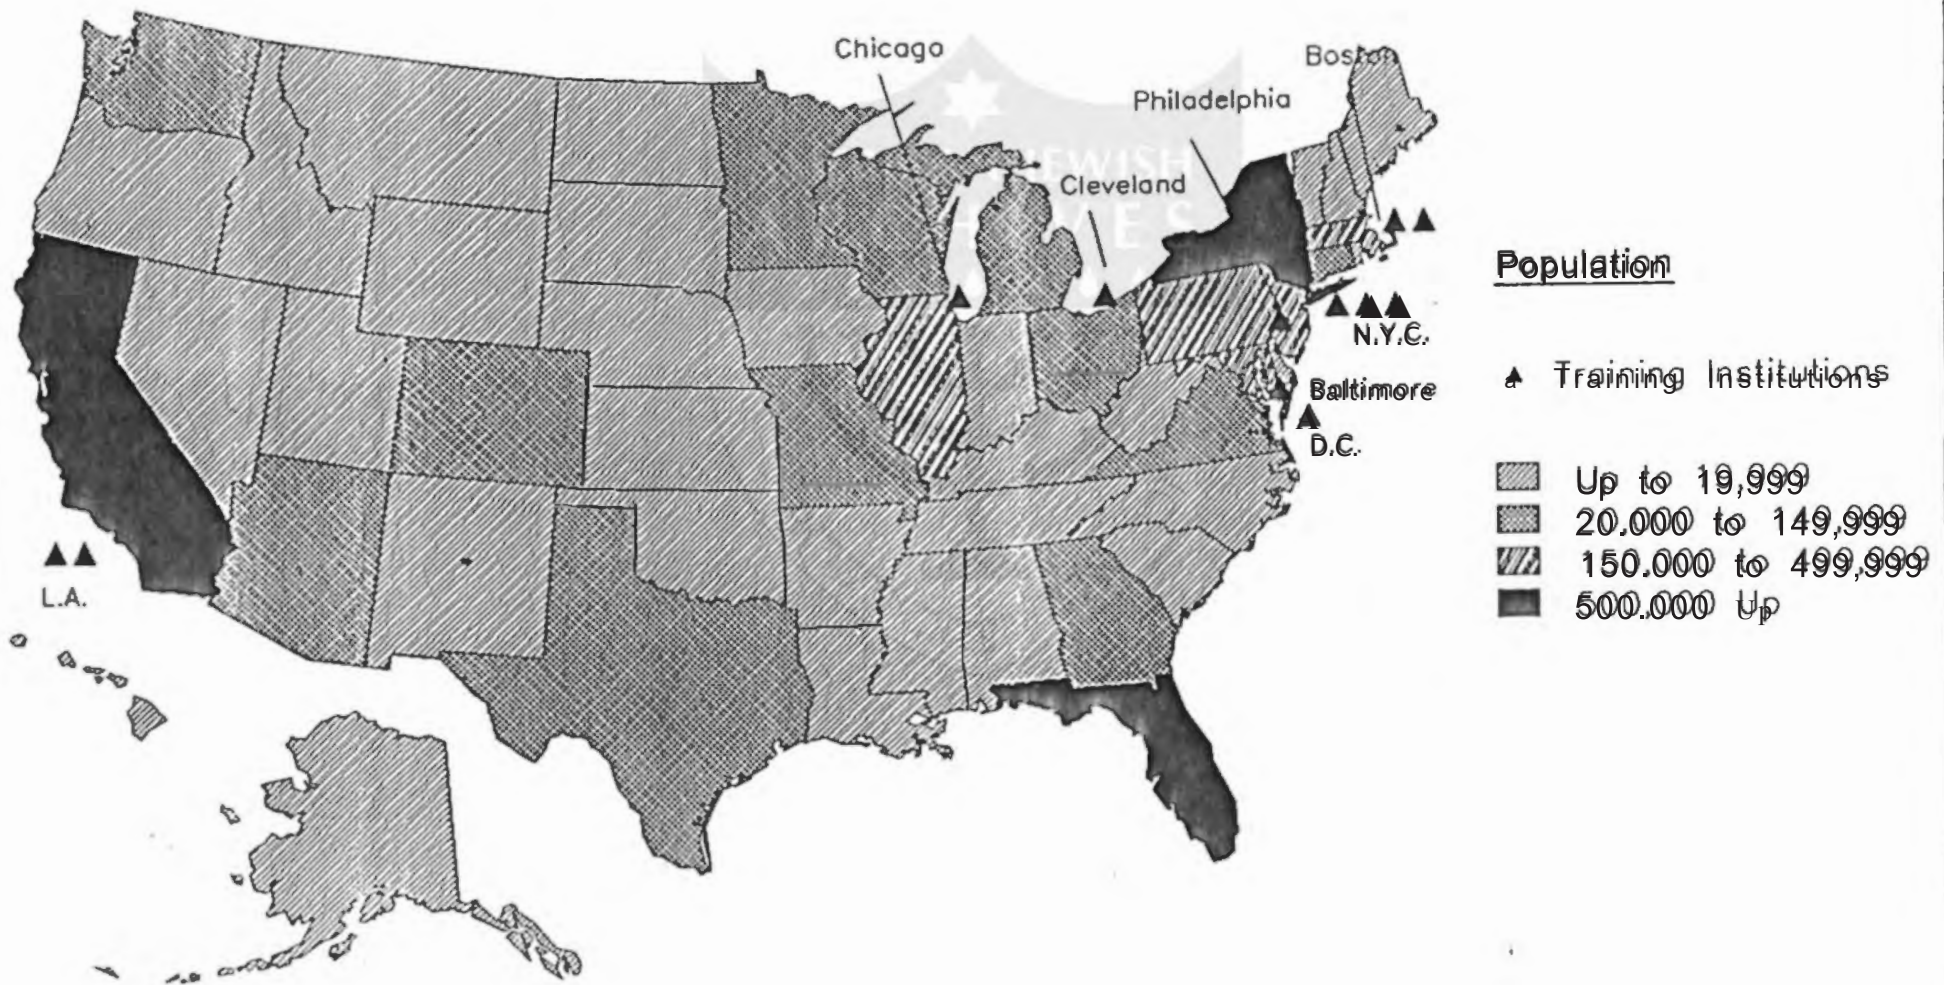 Chicago
Boston
Philadelphia
JEWISH
Cleveland
Population
N.Y.C.
Training Institutions
Baltimore
D.C.
Up to 19,999
20.000 to 149,999
150.000 to 499,999
500.000 Up
L.A.